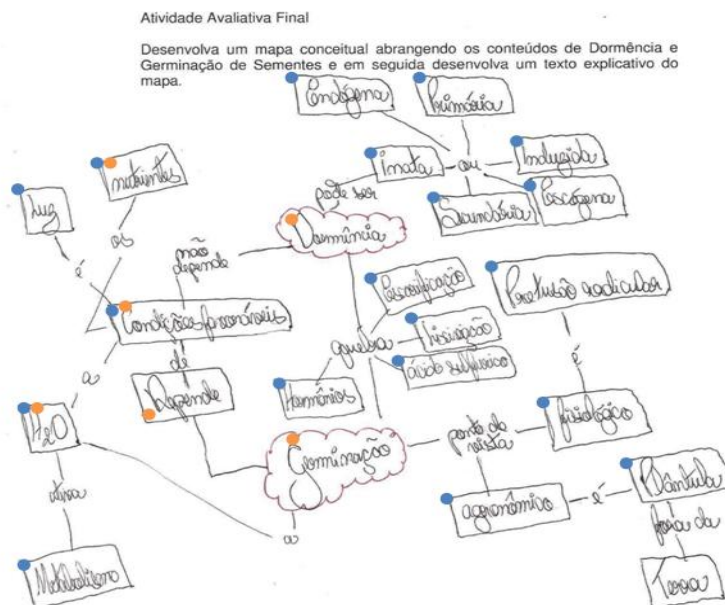 Atividade Avaliativa Final
Desenvolva um mapa conceitual abrangendo os conteúdos de Dormência e
Germinação de Sementes e em seguida desenvolva um texto explicativo do
mapa.
Endógena
Primária
nutrientes
inata
ou
Induzida
luz
pode ser
Secundária
Exógena
os
Dormência
não
depende
é
Escarificação
Protusão radicular
Condições favoráveis
quebra
lixiviação
é
ácido sulfúrico
de
a
Depende
Hormônios
H2O
Germinação
ponto de
vista
fisiológico
ativa
agronômico
é
Plântula
fora da
a
Metabolismo
Terra